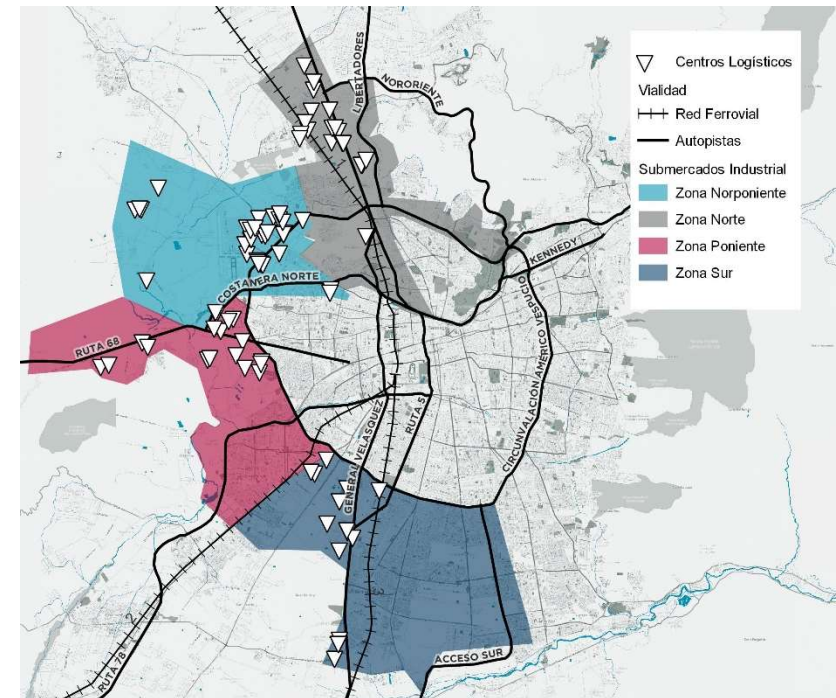 LIBERTADORES
NORORIENTE
Centros Logísticos
Vialidad
Red Ferrovial
Autopistas
Submercados Industrial
Zona Norponiente
Zona Norte
Zona Poniente
Zona Sur
KENNEDY
COSTANERA NORTE
CIRCUNVALACIÓN AMÉRICO VESPUCIO
RUTA 68
GENERAL VELASQUEZ
RUTA 5
RUTA 78
ACCESO SUR